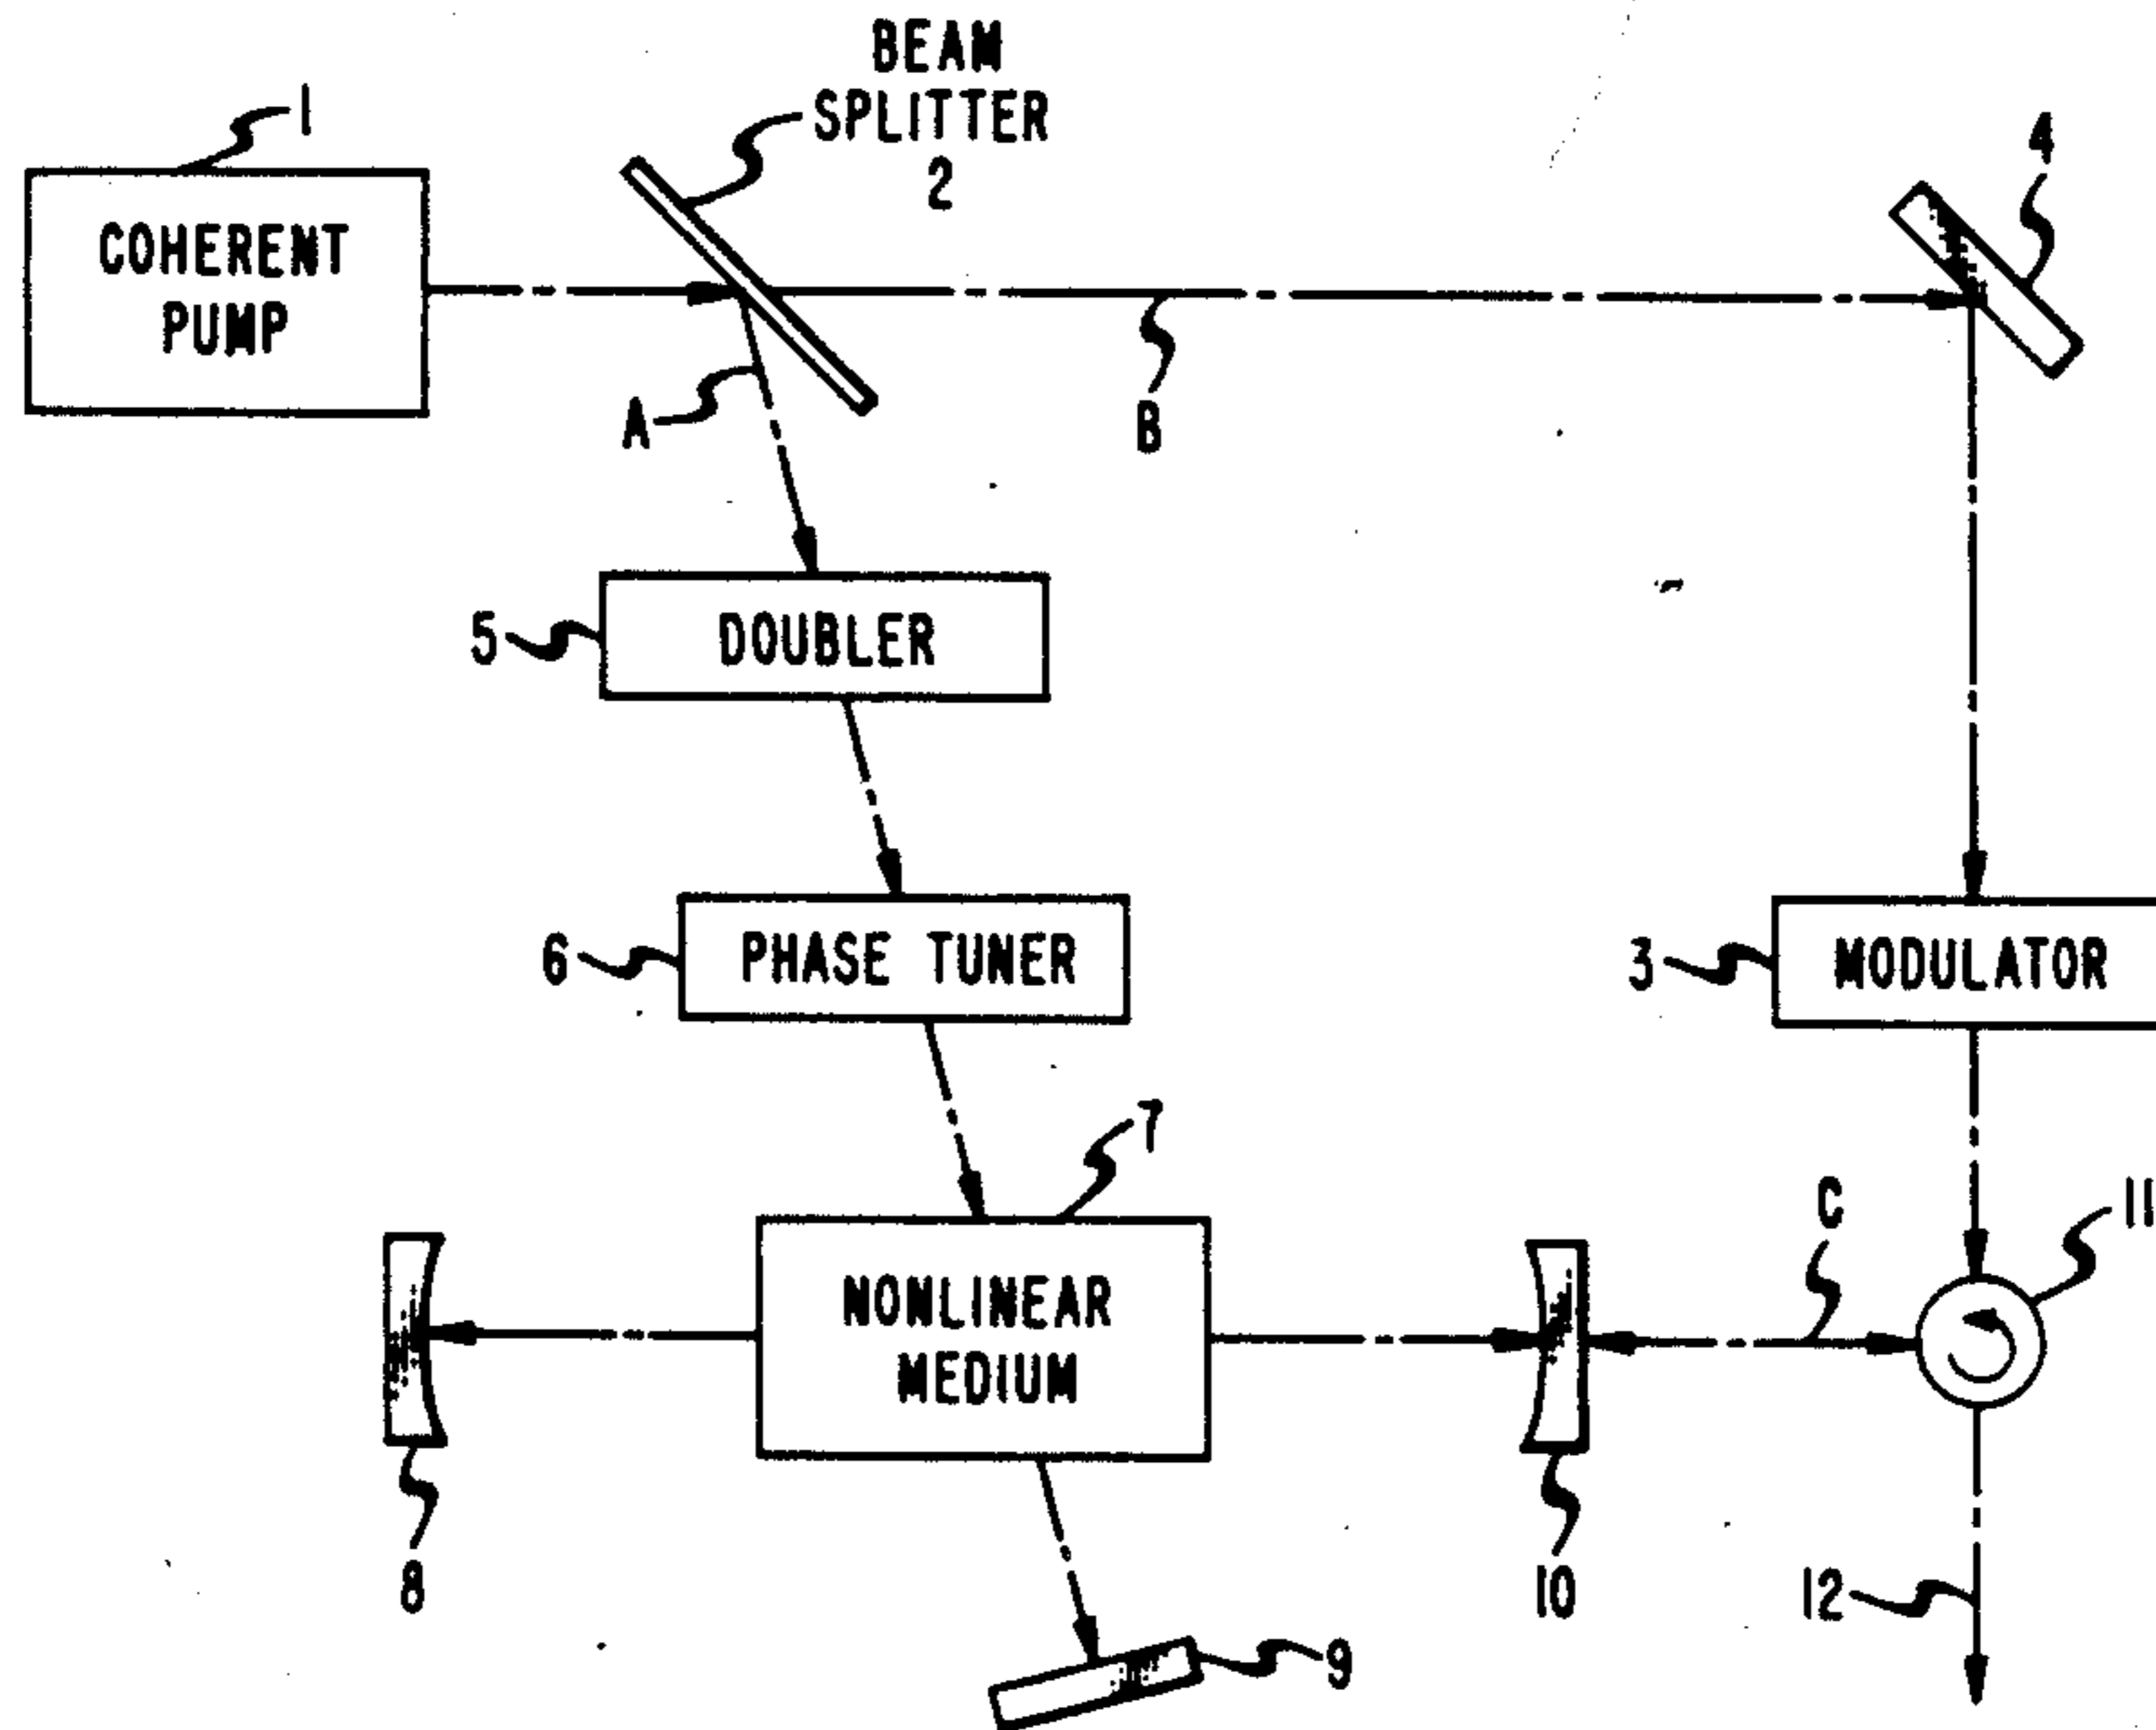 BEAM
SPLITTER
2
1
COHERENT
PUMP
4
A
B
5
DOUBLER
6
PHASE TUNER
3
MODULATOR
7
C
11
NONLINEAR
MEDIUM
8
10
12
9